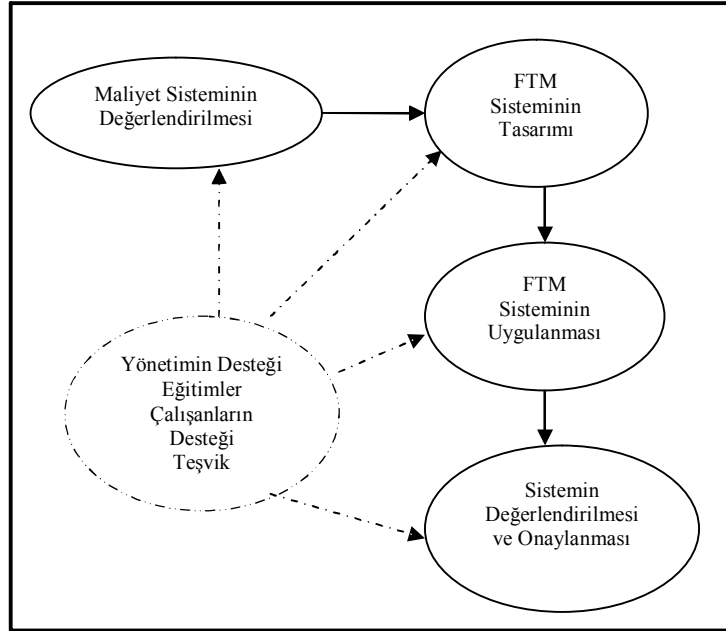 Maliyet Sisteminin
Değerlendirilmesi
FTM
Sisteminin
Tasarımı
FTM
Sisteminin
Uygulanması
Yönetimin Desteği
Eğitimler
Çalışanların
Desteği
Teşvik
Sistemin
Değerlendirilmesi
ve Onaylanması